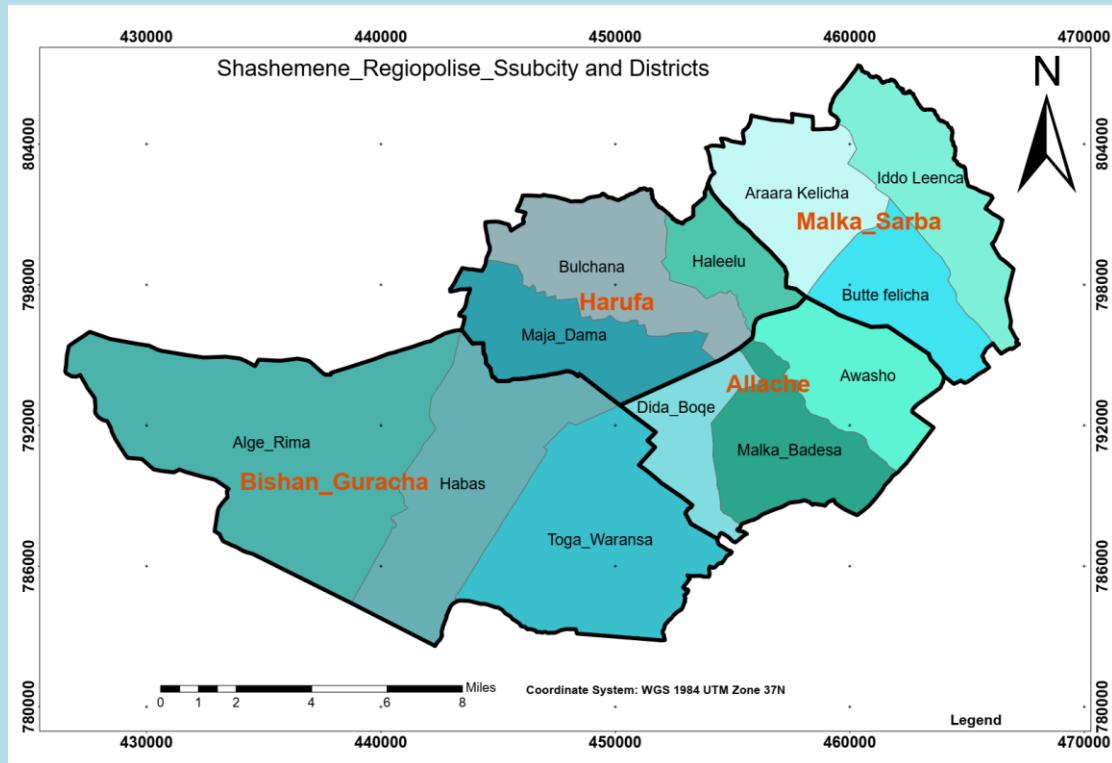 430000 440000 450000 460000 470000
Shashemene_Regiopolise_Ssubcity and Districts
N
804000 804000
Iddo Leenca
Araara Kelicha
Malka_Sarba
Haleelu
Bulchana
798000 798000
Butte felicha
Harufa
Maja_Dama
Awasho
Allache
Dida_Boqe
792000 792000
Alge_Rima
Malka_Badesa
Bishan_Guracha
Habas
Toga_Waransa
786000 786000
Miles
Coordinate System: WGS 1984 UTM Zone 37N
0 1 2 4 6 8
780000 780000
Legend
430000 440000 450000 460000 470000